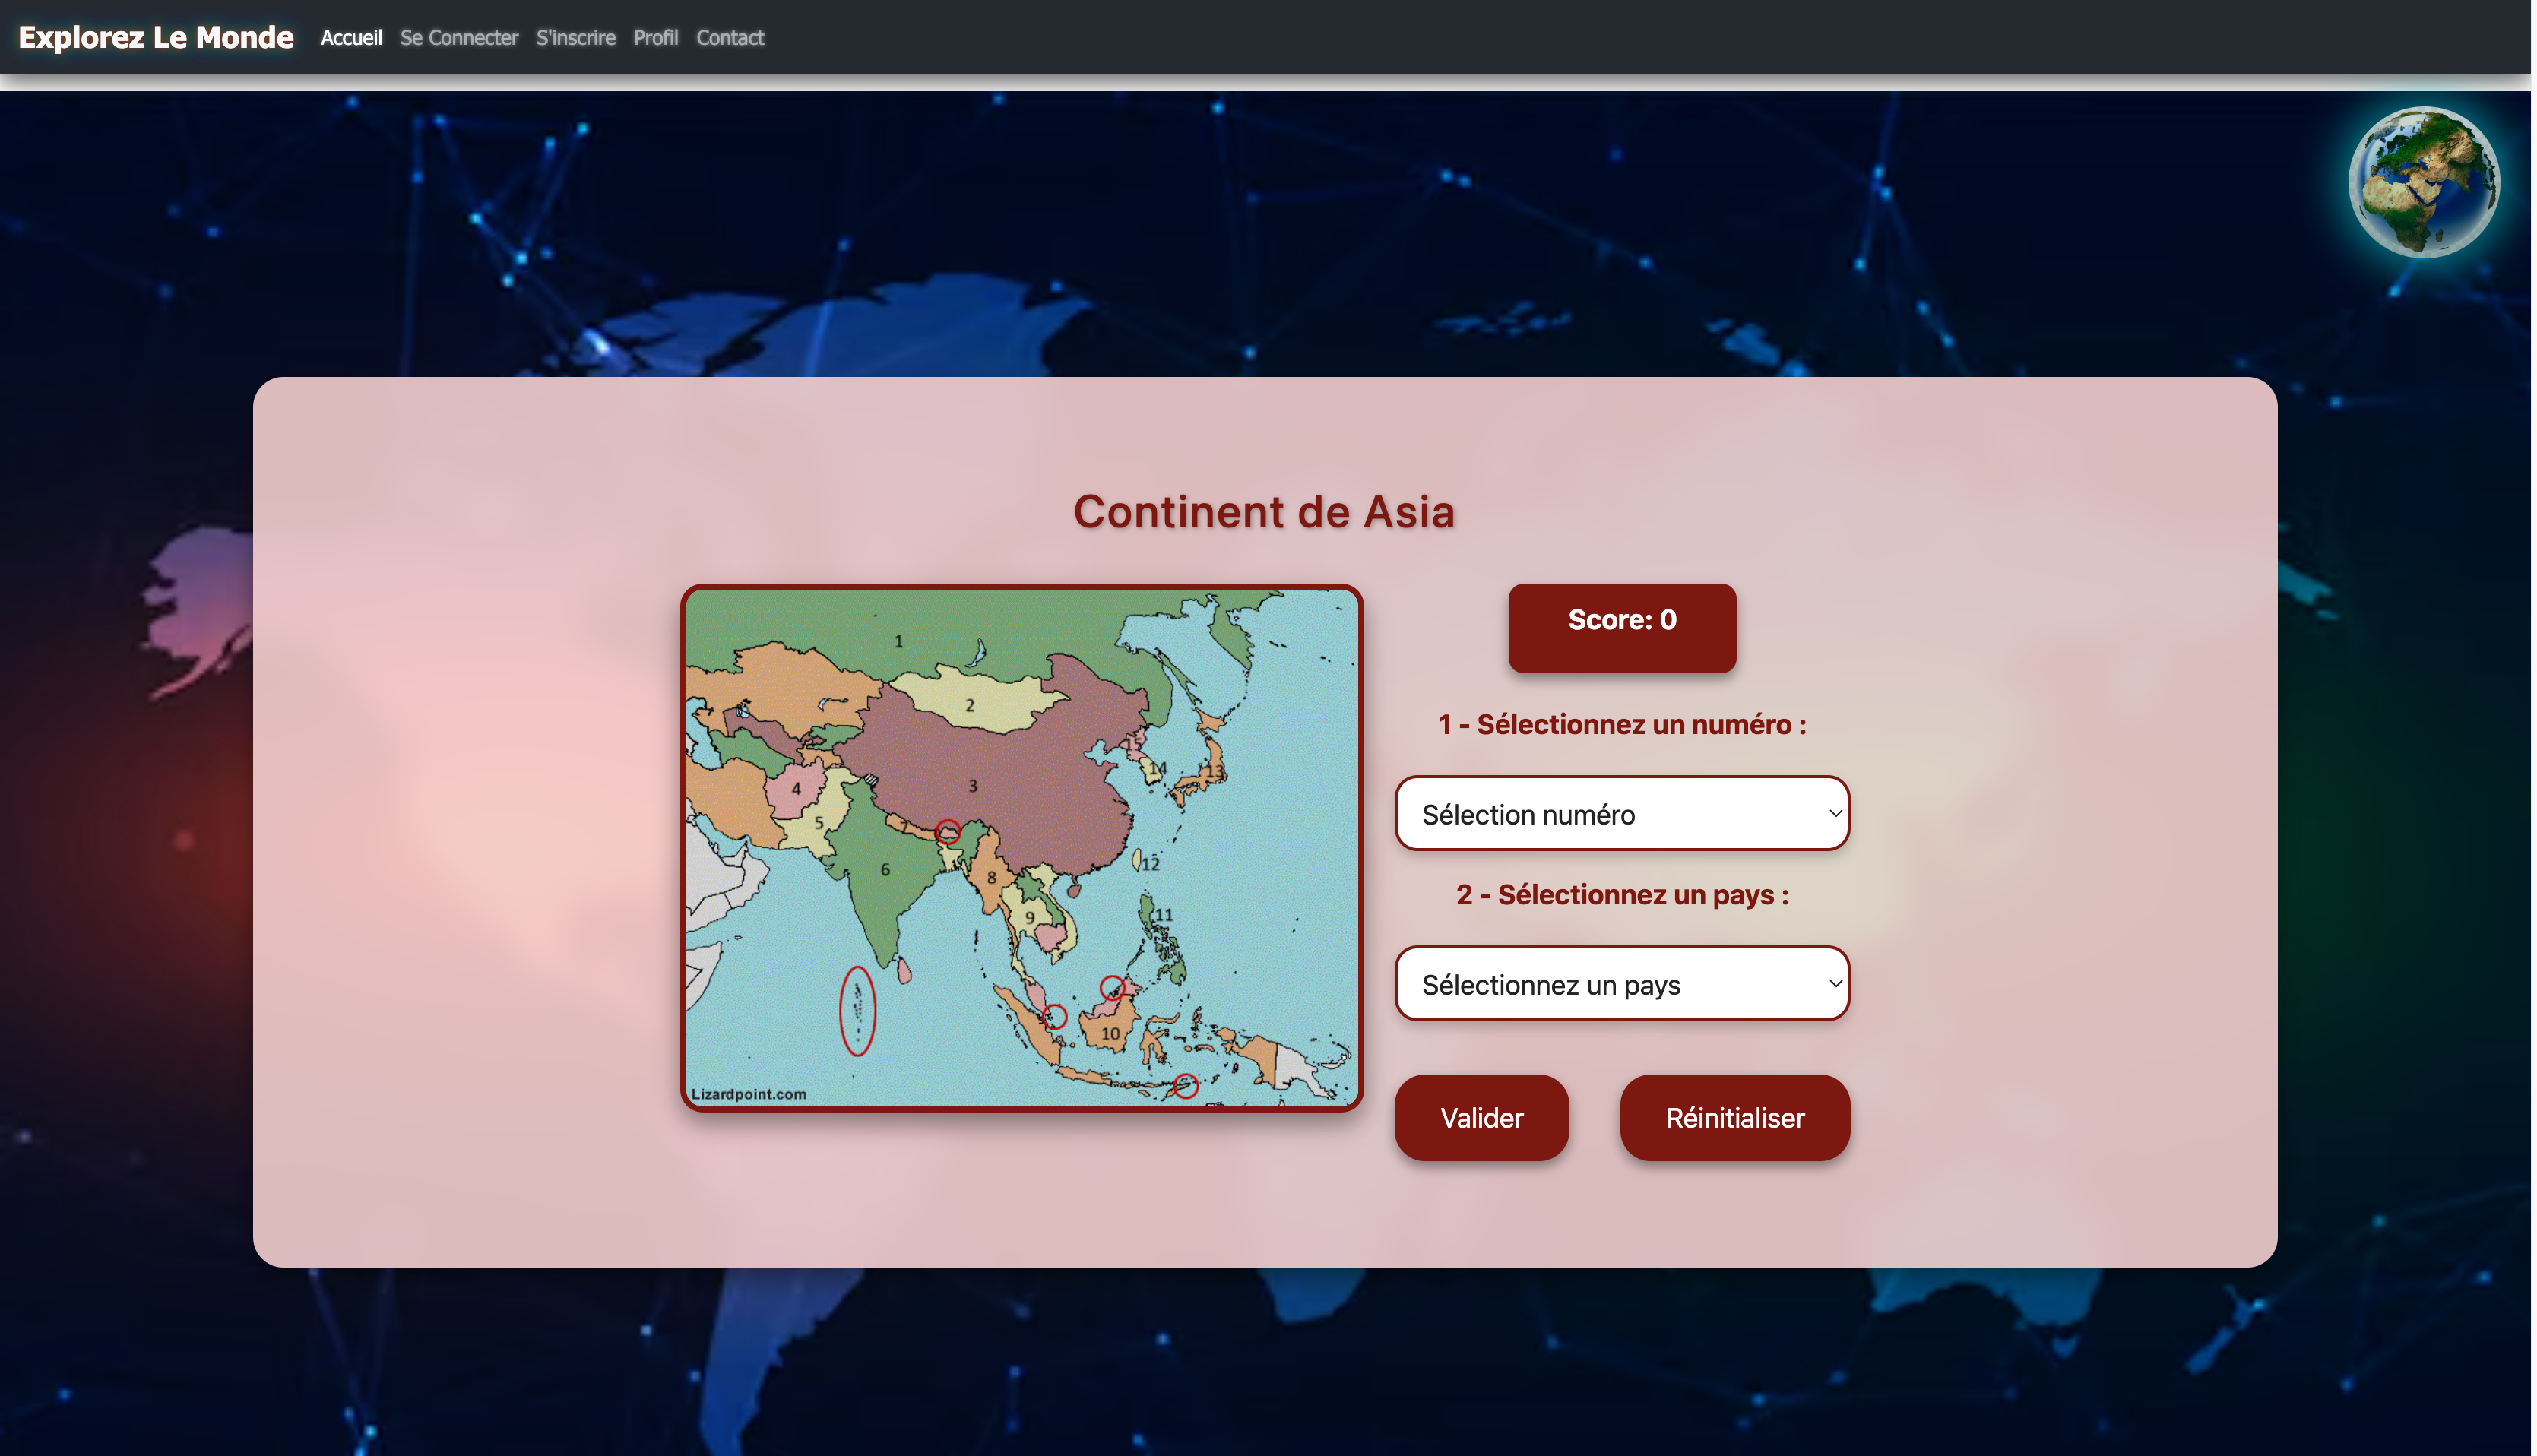 Explorez Le Monde Accueil Se Connecter S'inscrire Profil Contact
Continent de Asia
1
2
3
4
5
6
7
8
9
10
11
12
13
14
15
Lizardpoint.com
Score: 0
1 - Sélectionnez un numéro :
Sélection numéro
2 - Sélectionnez un pays :
Sélectionnez un pays
Valider Réinitialiser